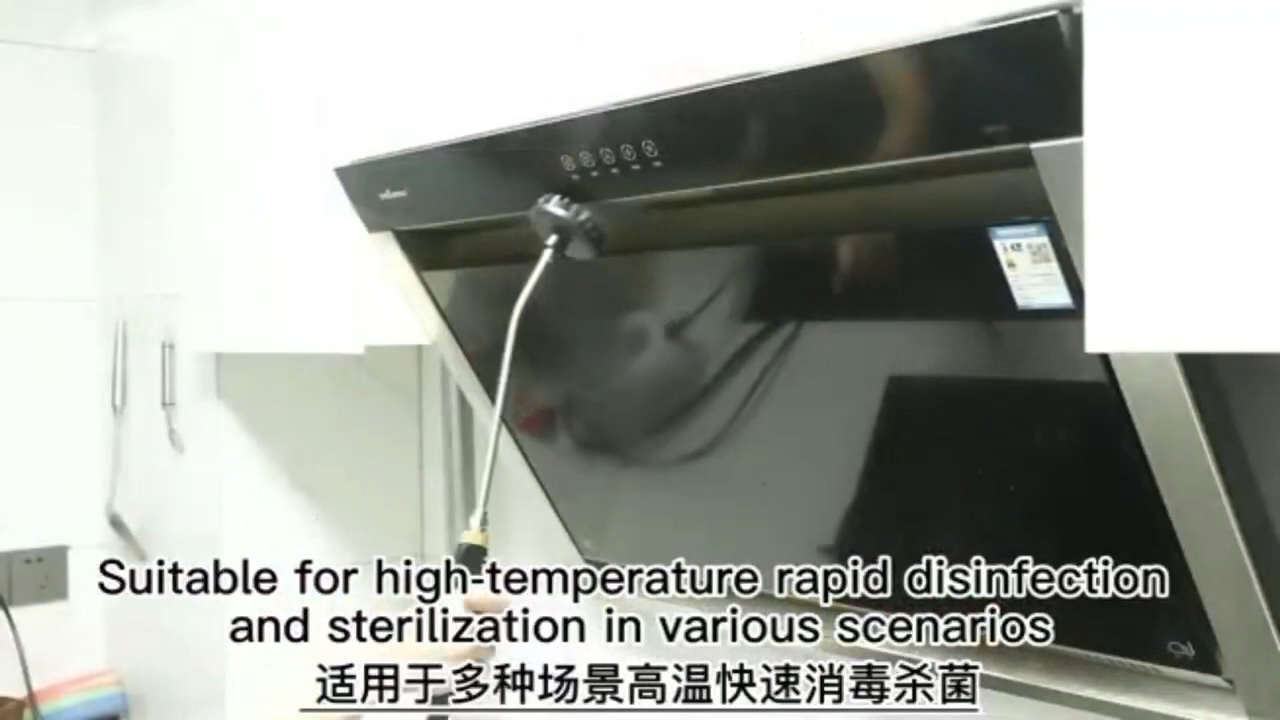 Suitable for high-temperature rapid disinfection
and sterilization in various scenarios
适用于多种场景高温快速消毒杀菌